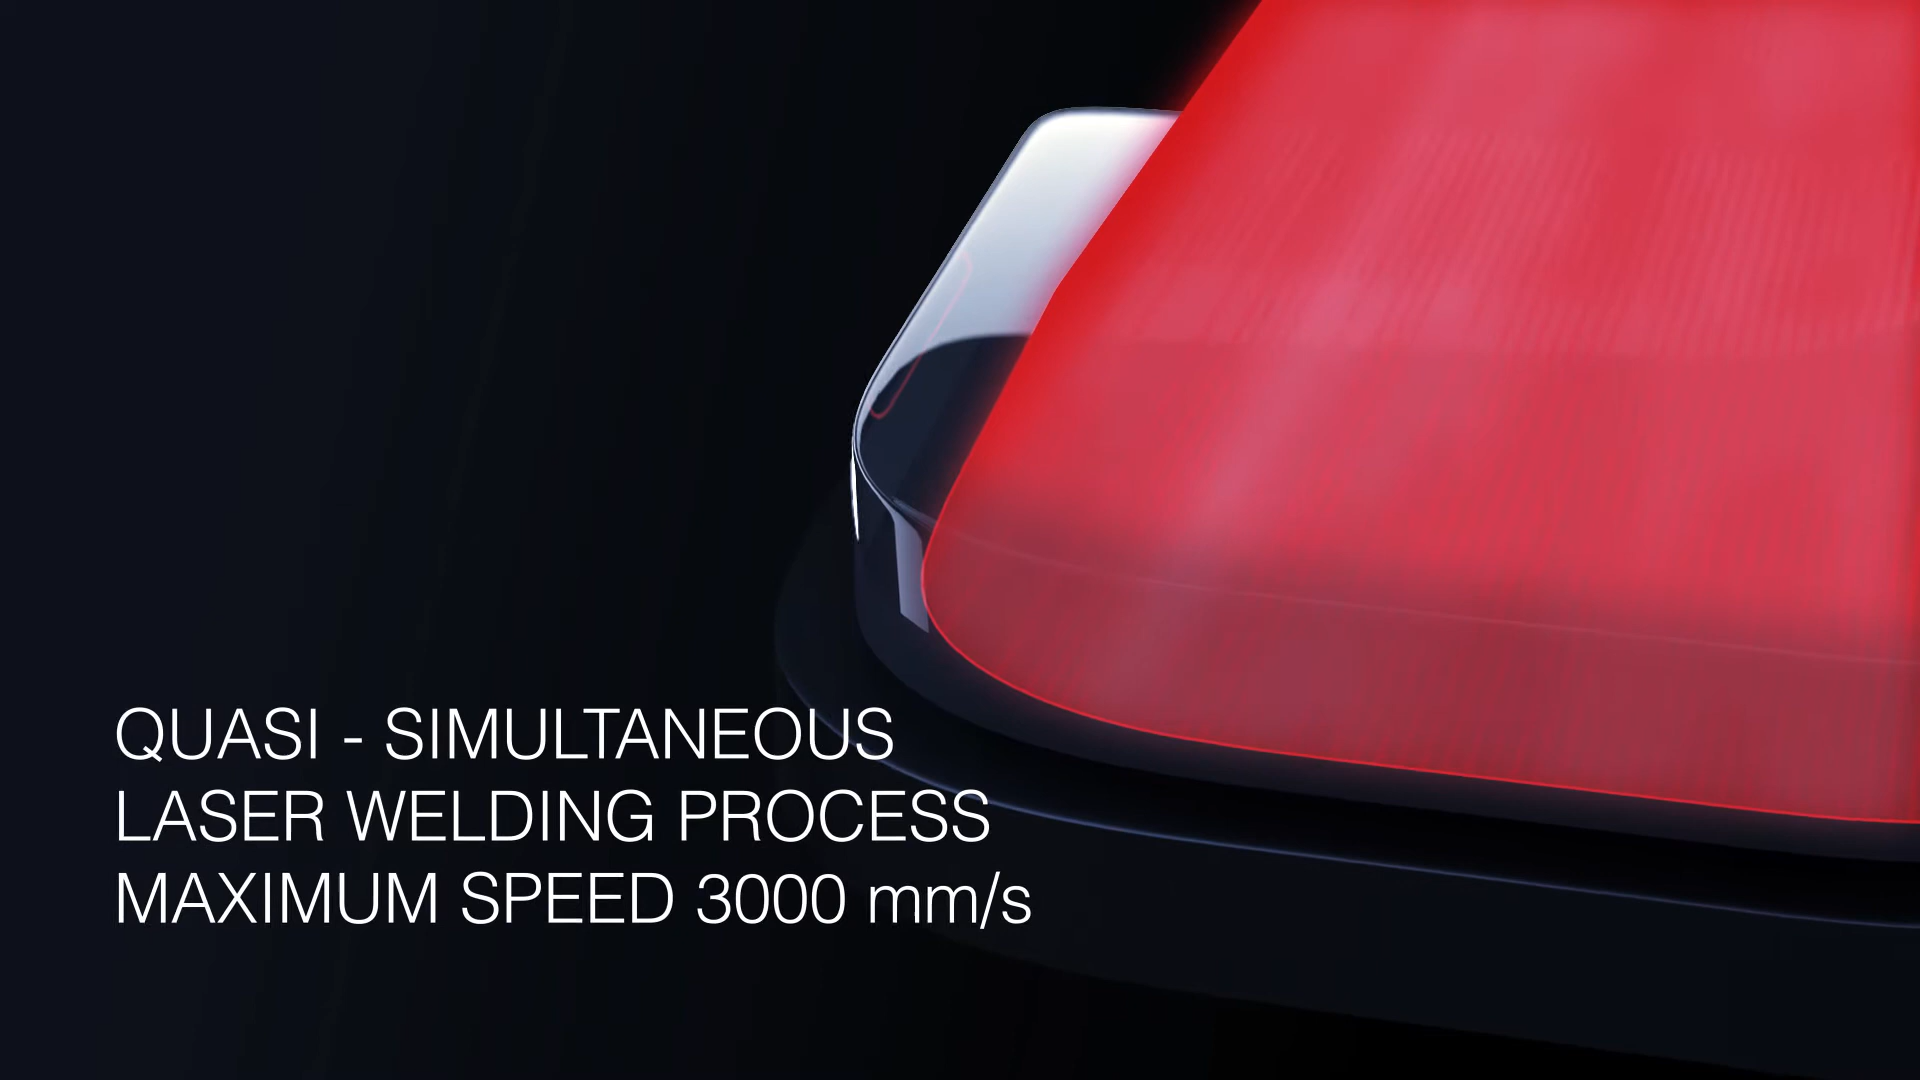 QUASI - SIMULTANEOUS
LASER WELDING PROCESS
MAXIMUM SPEED 3000 mm/s